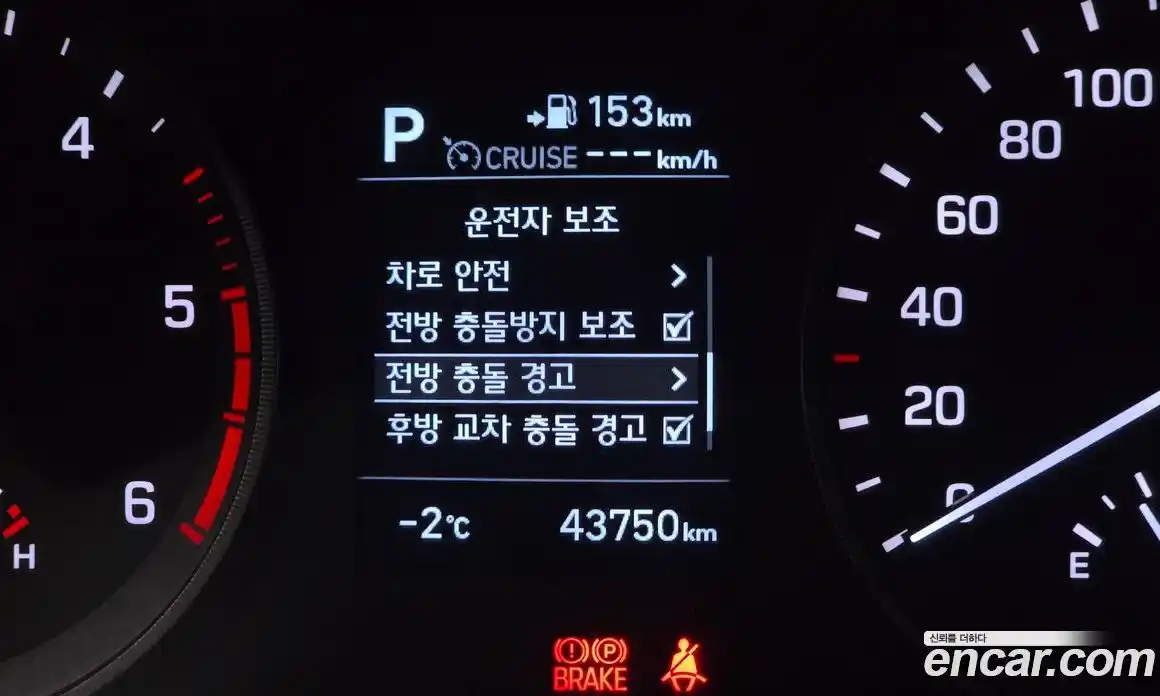 4
5
6
H
P
153km
CRUISE ---km/h
운전자 보조
차로 안전
전방 충돌방지 보조
전방 충돌 경고
후방 교차 충돌 경고
-2℃
43750km
100
80
60
40
20
0
E
(!) (P)
BRAKE
신뢰를 더하다
encar.com